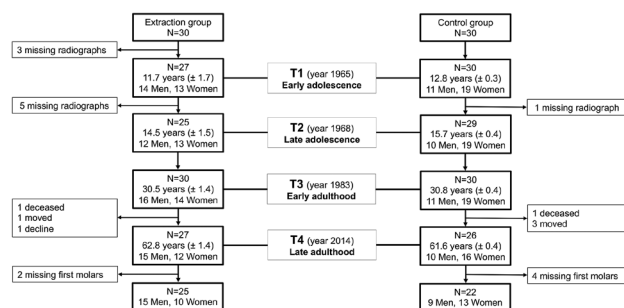 Extraction group
N=30
Control group
N=30
3 missing radiographs
N=27
11.7 years (± 1.7)
14 Men, 13 Women
T1 (year 1965)
Early adolescence
N=30
12.8 years (± 0.3)
11 Men, 19 Women
5 missing radiographs
1 missing radiograph
N=25
14.5 years (± 1.5)
12 Men, 13 Women
T2 (year 1968)
Late adolescence
N=29
15.7 years (± 0.4)
10 Men, 19 Women
N=30
30.5 years (± 1.4)
16 Men, 14 Women
T3 (year 1983)
Early adulthood
N=30
30.8 years (± 0.4)
11 Men, 19 Women
1 deceased
1 moved
1 decline
1 deceased
3 moved
N=27
62.8 years (± 1.4)
15 Men, 12 Women
T4 (year 2014)
Late adulthood
N=26
61.6 years (± 0.4)
10 Men, 16 Women
2 missing first molars
4 missing first molars
N=25
15 Men, 10 Women
N=22
9 Men, 13 Women